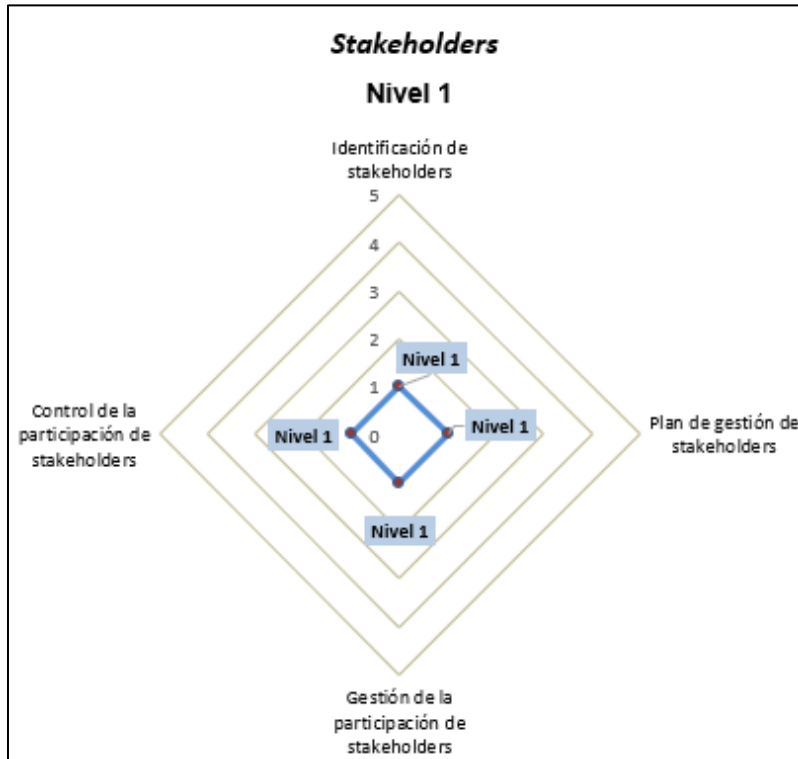 Stakeholders
Nivel 1
Identificación de
stakeholders
5
4
3
2
1
0
Nivel 1
Nivel 1
Nivel 1
Nivel 1
Plan de gestión de
stakeholders
Control de la
participación de
stakeholders
Gestión de la
participación de
stakeholders